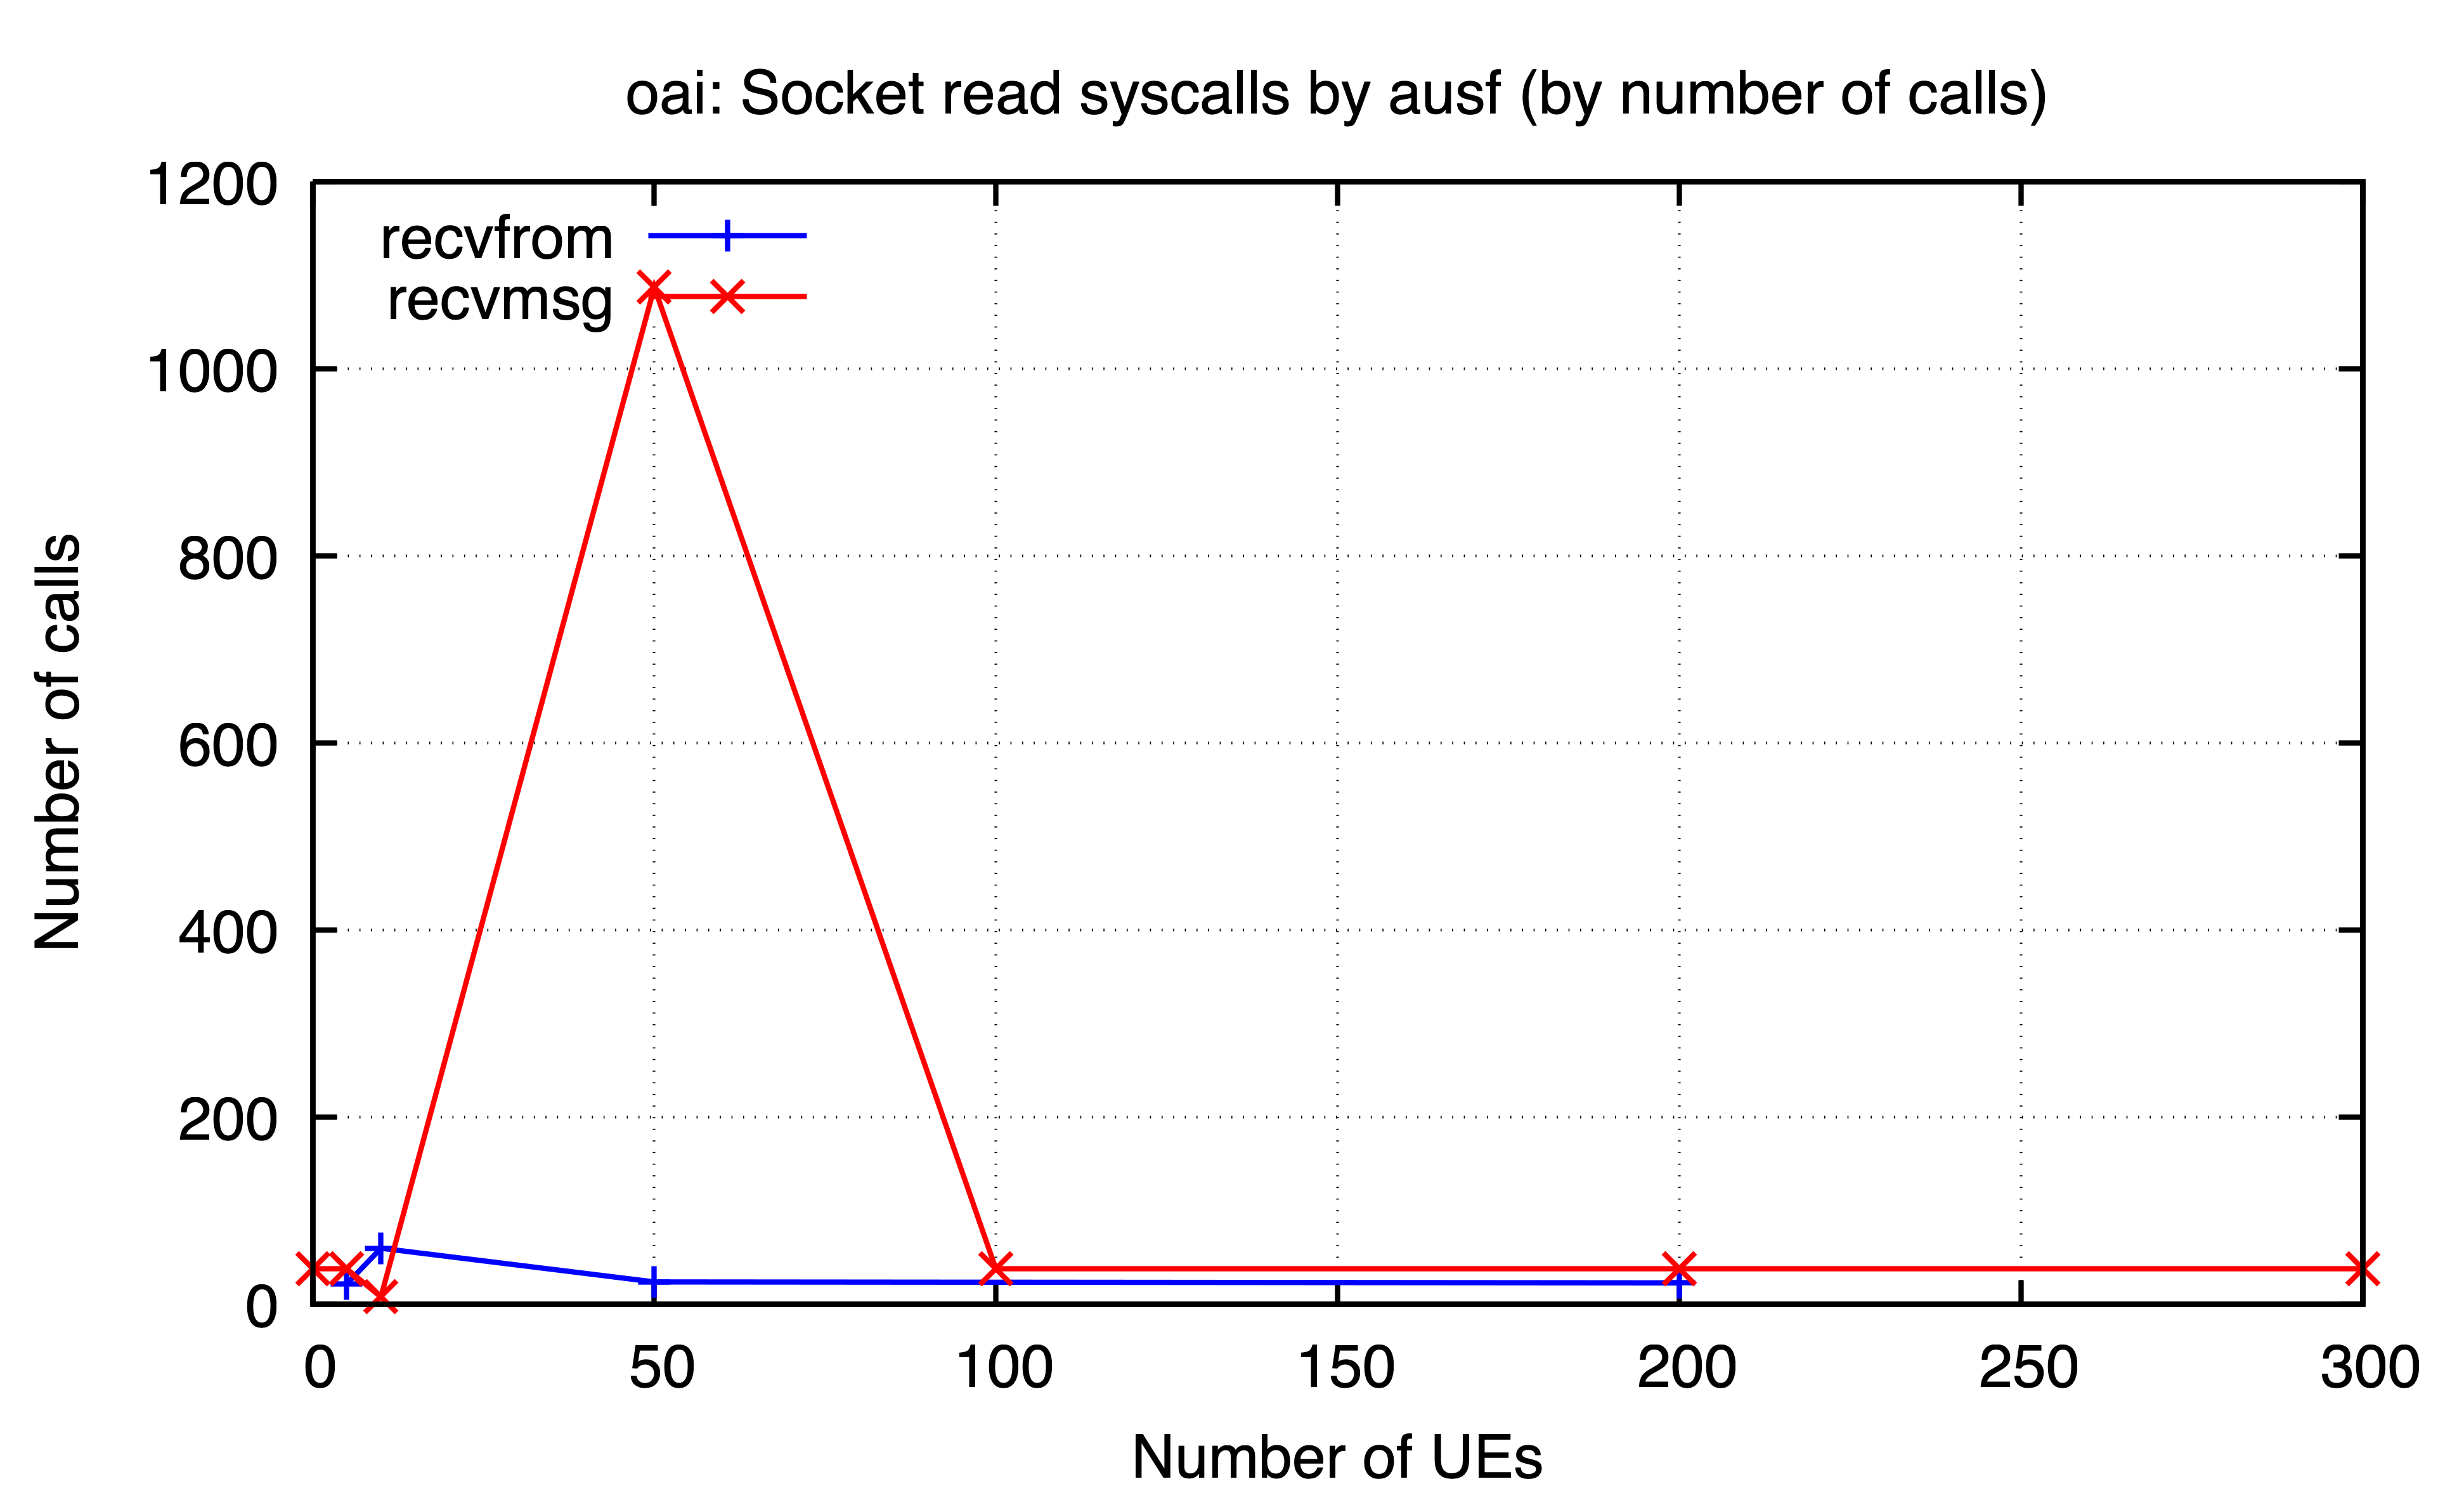 oai: Socket read syscalls by ausf (by number of calls)
1200
1000
800
600
400
200
0
Number of calls
recvfrom
recvmsg
0 50 100 150 200 250 300
Number of UEs